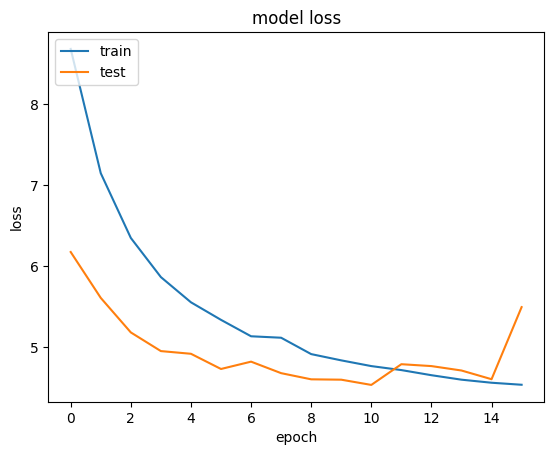 model loss
train
test
8
7
6
5
loss
0 2 4 6 8 10 12 14
epoch